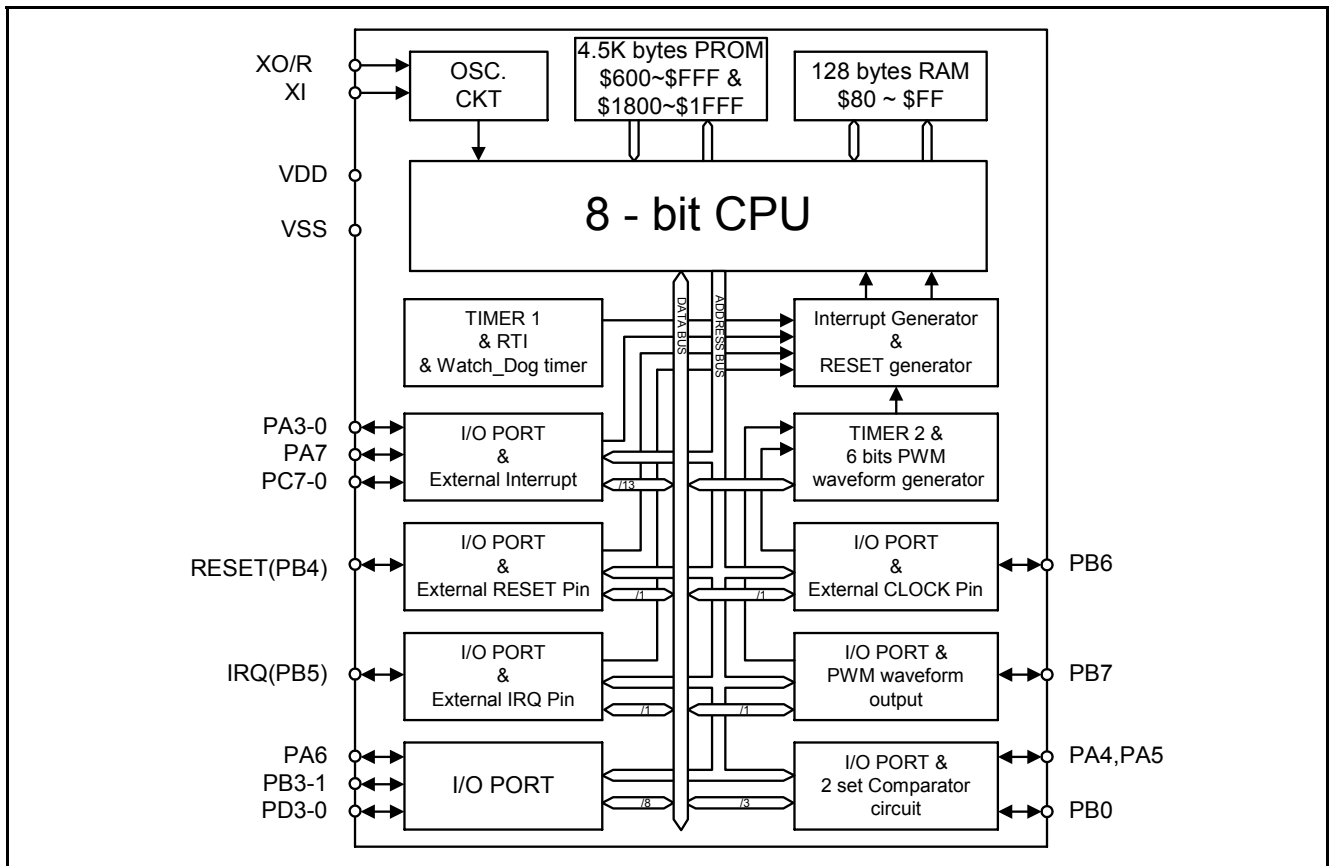 XO/R
XI
VDD
VSS
OSC.
CKT
4.5K bytes PROM
$600~$FFF &
$1800~$1FFF
128 bytes RAM
$80 ~ $FF
8 - bit CPU
TIMER 1
& RTI
& Watch_Dog timer
DATA BUS
ADDRESS BUS
Interrupt Generator
&
RESET generator
PA3-0
PA7
PC7-0
I/O PORT
&
External Interrupt
/13
TIMER 2 &
6 bits PWM
waveform generator
RESET(PB4)
I/O PORT
&
External RESET Pin
/1
/1
I/O PORT
&
External CLOCK Pin
PB6
IRQ(PB5)
I/O PORT
&
External IRQ Pin
/1
/1
I/O PORT &
PWM waveform
output
PB7
PA6
PB3-1
PD3-0
I/O PORT
/8
/3
I/O PORT &
2 set Comparator
circuit
PA4,PA5
PB0